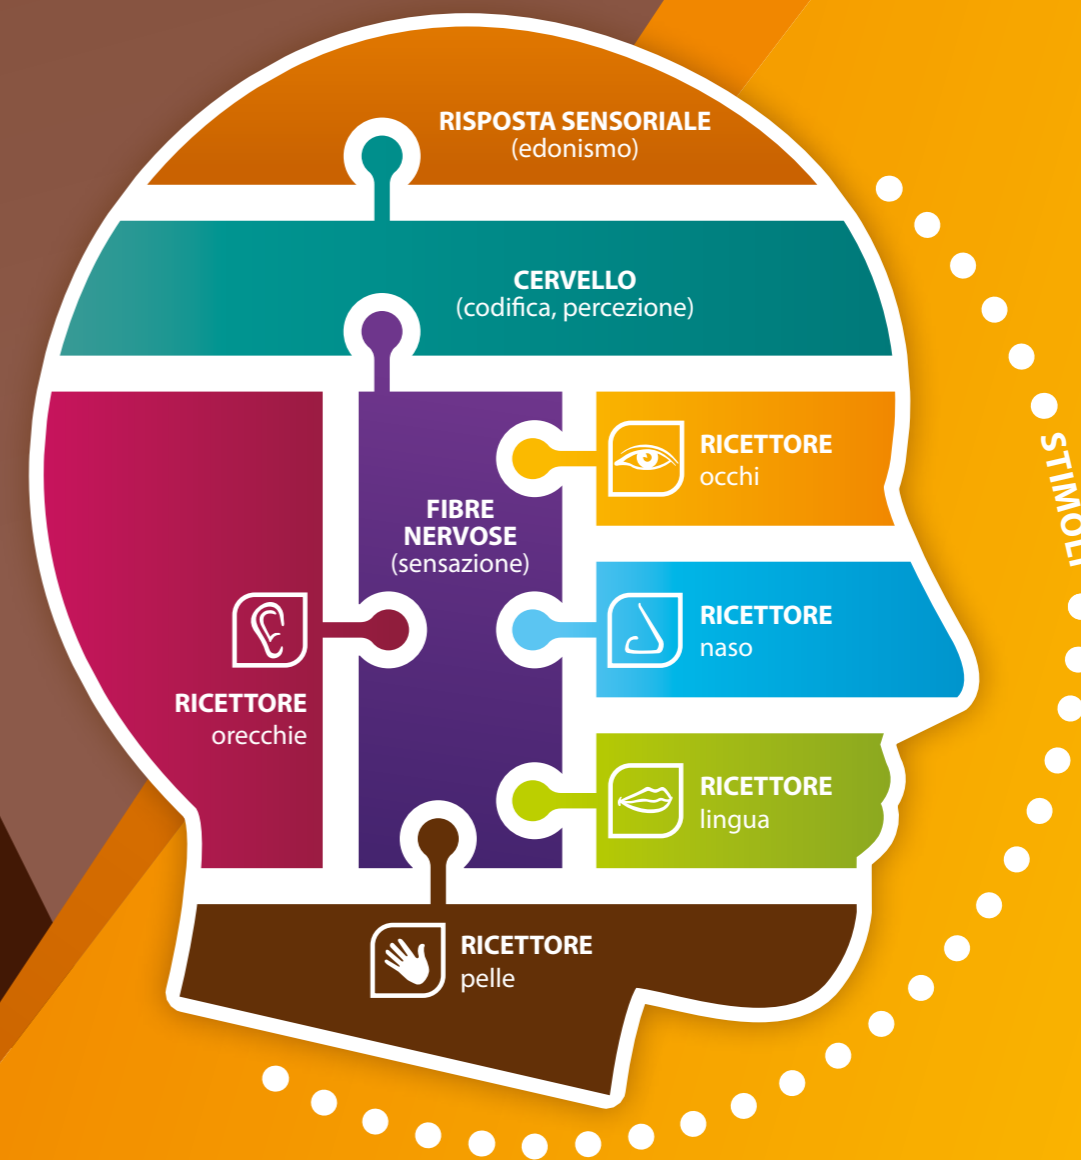 RISPOSTA SENSORIALE
(edonismo)
CERVELLO
(codifica, percezione)
FIBRE
NERVOSE
(sensazione)
RICETTORE
occhi
RICETTORE
naso
RICETTORE
orecchie
RICETTORE
lingua
RICETTORE
pelle
STIMOLI